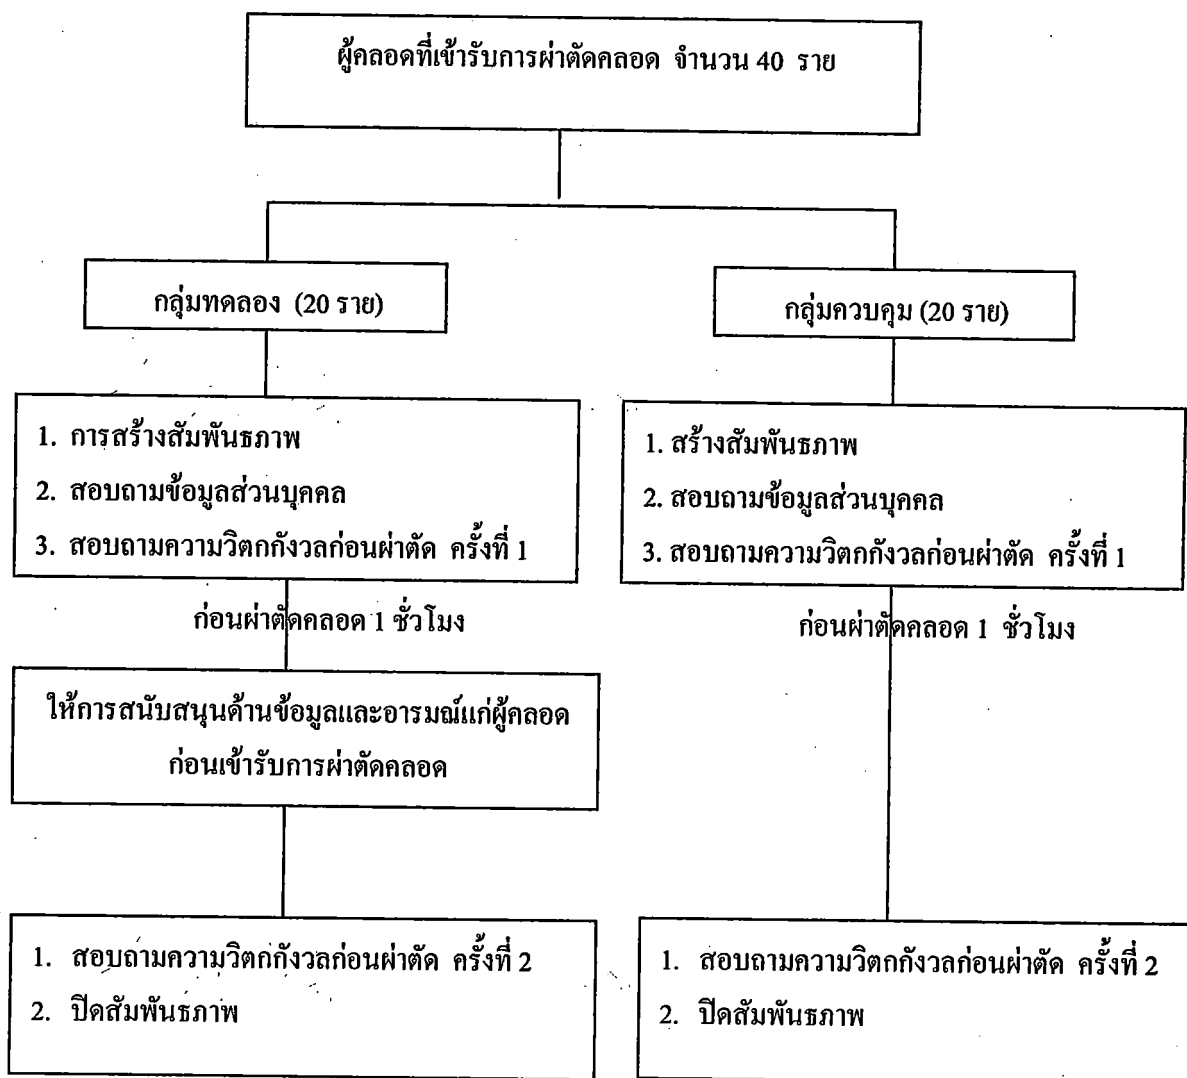 ผู้คลอดที่เข้ารับการผ่าตัดคลอด จำนวน 40 ราย
กลุ่มทดลอง (20 ราย)
กลุ่มควบคุม (20 ราย)
1. การสร้างสัมพันธภาพ
2. สอบถามข้อมูลส่วนบุคคล
3. สอบถามความวิตกกังวลก่อนผ่าตัด ครั้งที่ 1
1. สร้างสัมพันธภาพ
2. สอบถามข้อมูลส่วนบุคคล
3. สอบถามความวิตกกังวลก่อนผ่าตัด ครั้งที่ 1
ก่อนผ่าตัดคลอด 1 ชั่วโมง
ก่อนผ่าตัดคลอด 1 ชั่วโมง
ให้การสนับสนุนด้านข้อมูลและอารมณ์แก่ผู้คลอด
ก่อนเข้ารับการผ่าตัดคลอด
1. สอบถามความวิตกกังวลก่อนผ่าตัด ครั้งที่ 2
2. ปิดสัมพันธภาพ
1. สอบถามความวิตกกังวลก่อนผ่าตัด ครั้งที่ 2
2. ปิดสัมพันธภาพ